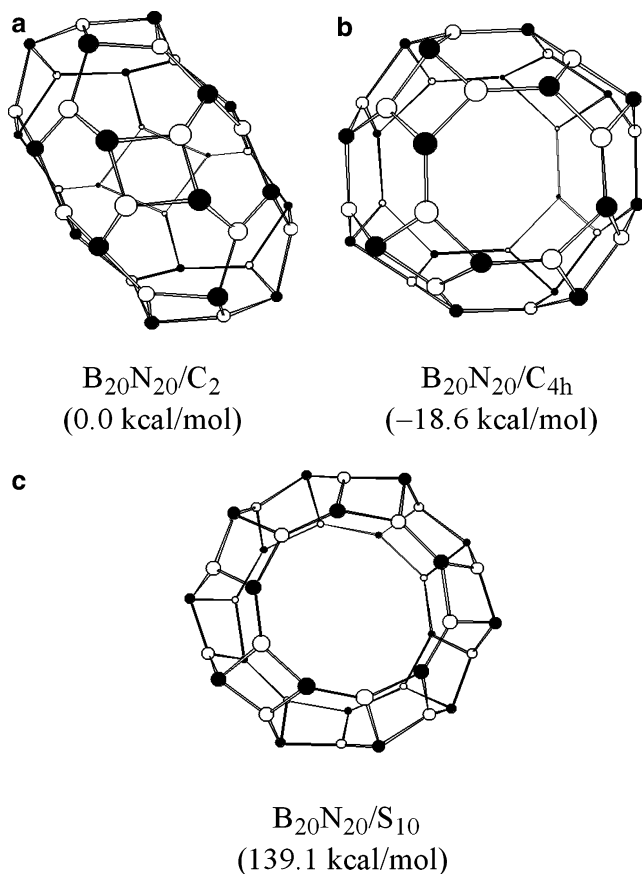 a
b
B₂₀N₂₀/C₂
(0.0 kcal/mol)
B₂₀N₂₀/C₄ₕ
(–18.6 kcal/mol)
c
B₂₀N₂₀/S₁₀
(139.1 kcal/mol)